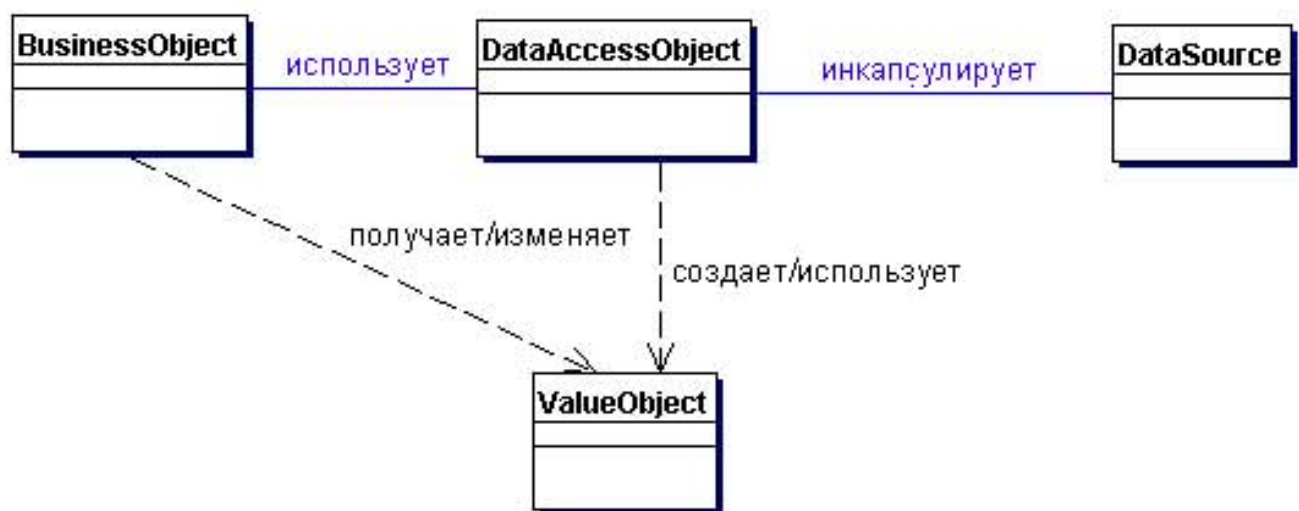 BusinessObject
использует
DataAccessObject
инкапсулирует
DataSource
получает/изменяет
создает/использует
ValueObject